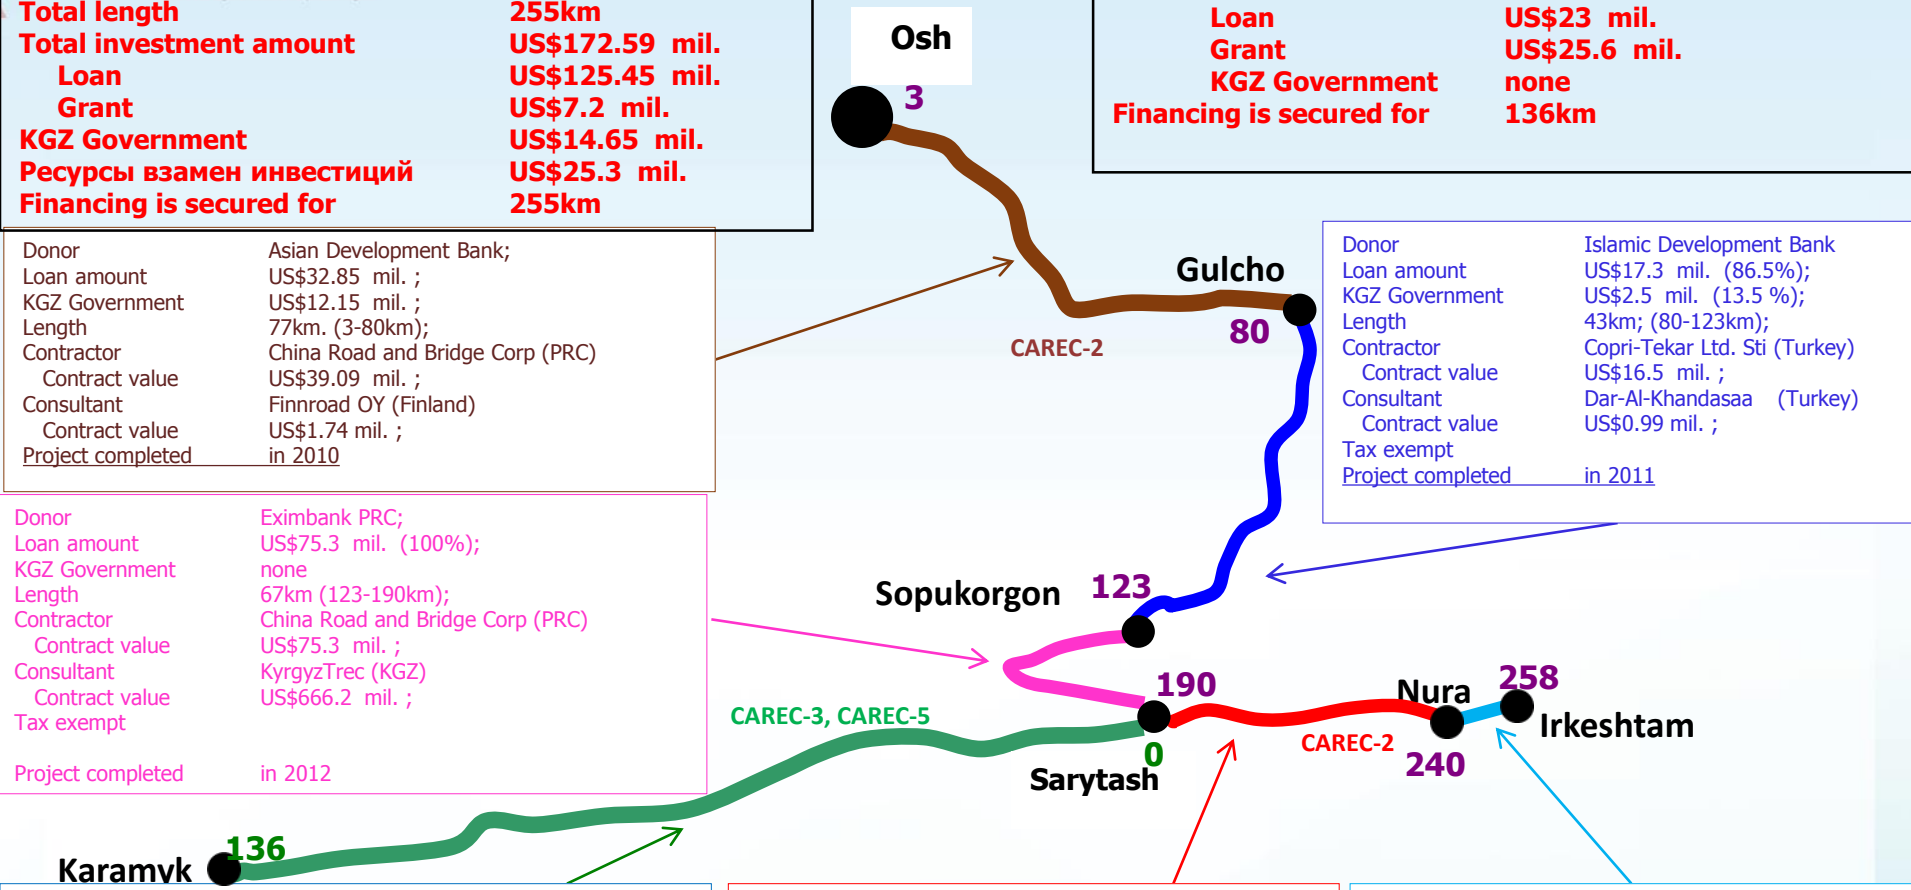 Total length 255km
Total investment amount US$172.59 mil.
Loan US$125.45 mil.
Grant US$7.2 mil.
KGZ Government US$14.65 mil.
Ресурсы взамен инвестиций US$25.3 mil.
Financing is secured for 255km
Osh
3
Loan US$23 mil.
Grant US$25.6 mil.
KGZ Government none
Financing is secured for 136km
Donor Asian Development Bank;
Loan amount US$32.85 mil. ;
KGZ Government US$12.15 mil. ;
Length 77km. (3-80km);
Contractor China Road and Bridge Corp (PRC)
Contract value US$39.09 mil. ;
Consultant Finnroad OY (Finland)
Contract value US$1.74 mil. ;
Project completed in 2010
Gulcho
80
CAREC-2
Donor Islamic Development Bank
Loan amount US$17.3 mil. (86.5%);
KGZ Government US$2.5 mil. (13.5 %);
Length 43km; (80-123km);
Contractor Copri-Tekar Ltd. Sti (Turkey)
Contract value US$16.5 mil. ;
Consultant Dar-Al-Khandasaa (Turkey)
Contract value US$0.99 mil. ;
Tax exempt
Project completed in 2011
Donor Eximbank PRC;
Loan amount US$75.3 mil. (100%);
KGZ Government none
Length 67km (123-190km);
Contractor China Road and Bridge Corp (PRC)
Contract value US$75.3 mil. ;
Consultant KyrgyzTrec (KGZ)
Contract value US$666.2 mil. ;
Tax exempt
Project completed in 2012
Sopukorgon 123
190
CAREC-3, CAREC-5
0
Sarytash
CAREC-2
Nura
240
258
Irkeshtam
136
Karamyk